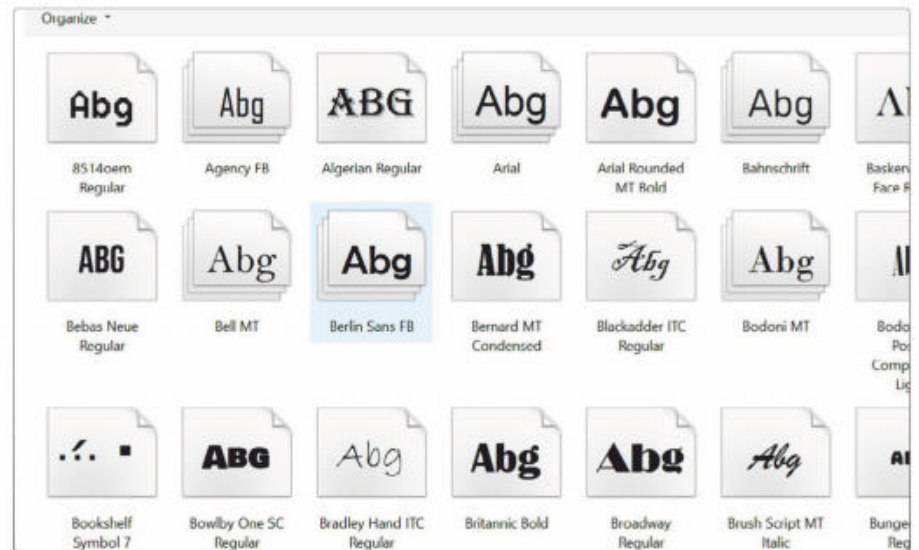 Organize
Abg Abg ABG Abg Abg Abg
8514oem Agency FB Algerian Regular Arial Arial Rounded Bahnschrift
Regular MT Bold Face
ABG Abg Abg Abg Abg Abg
Bebas Neue Bell MT Berlin Sans FB Bernard MT Blackadder ITC Bodoni MT
Regular Condensed Regular
ABG Abg Abg Abg Abg
Bookshelf Bowlby One SC Bradley Hand ITC Britannic Bold Broadway Brush Script MT
Symbol 7 Regular Regular Regular Italic